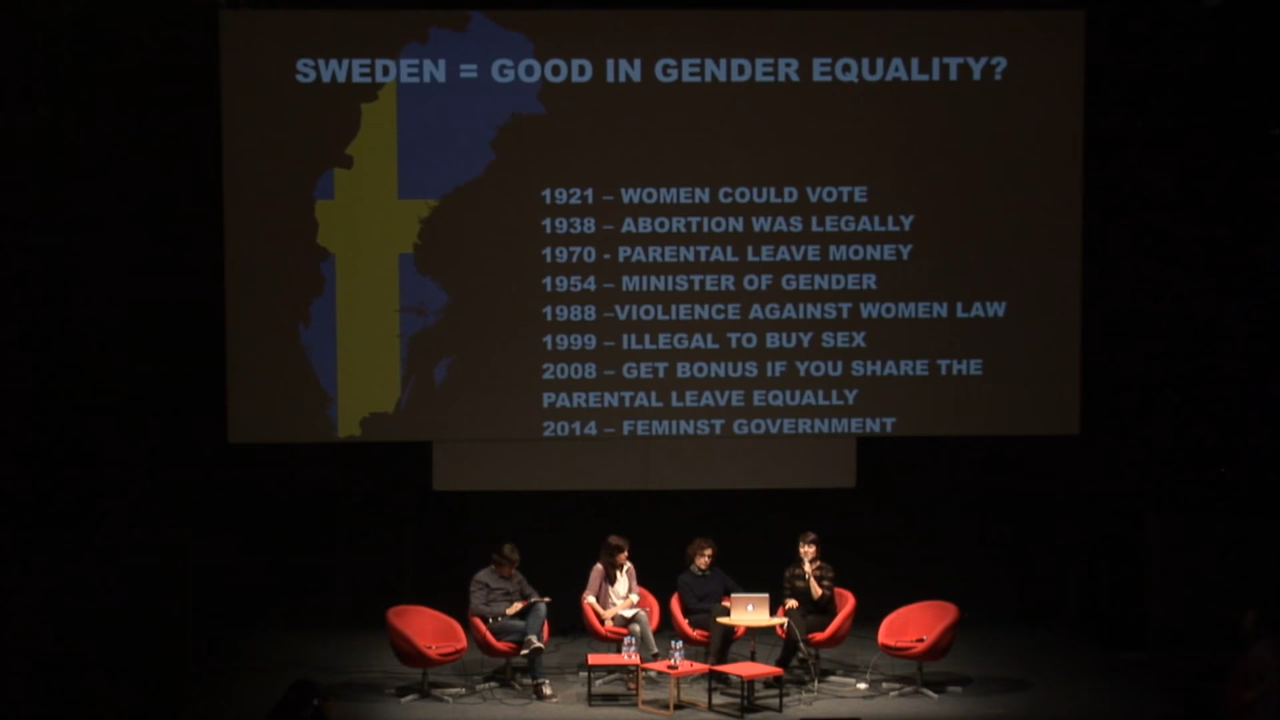 SWEDEN = GOOD IN GENDER EQUALITY?
1921 – WOMEN COULD VOTE
1938 – ABORTION WAS LEGALLY
1970 - PARENTAL LEAVE MONEY
1954 – MINISTER OF GENDER
1988 –VIOLIENCE AGAINST WOMEN LAW
1999 – ILLEGAL TO BUY SEX
2008 – GET BONUS IF YOU SHARE THE
PARENTAL LEAVE EQUALLY
2014 – FEMINST GOVERNMENT